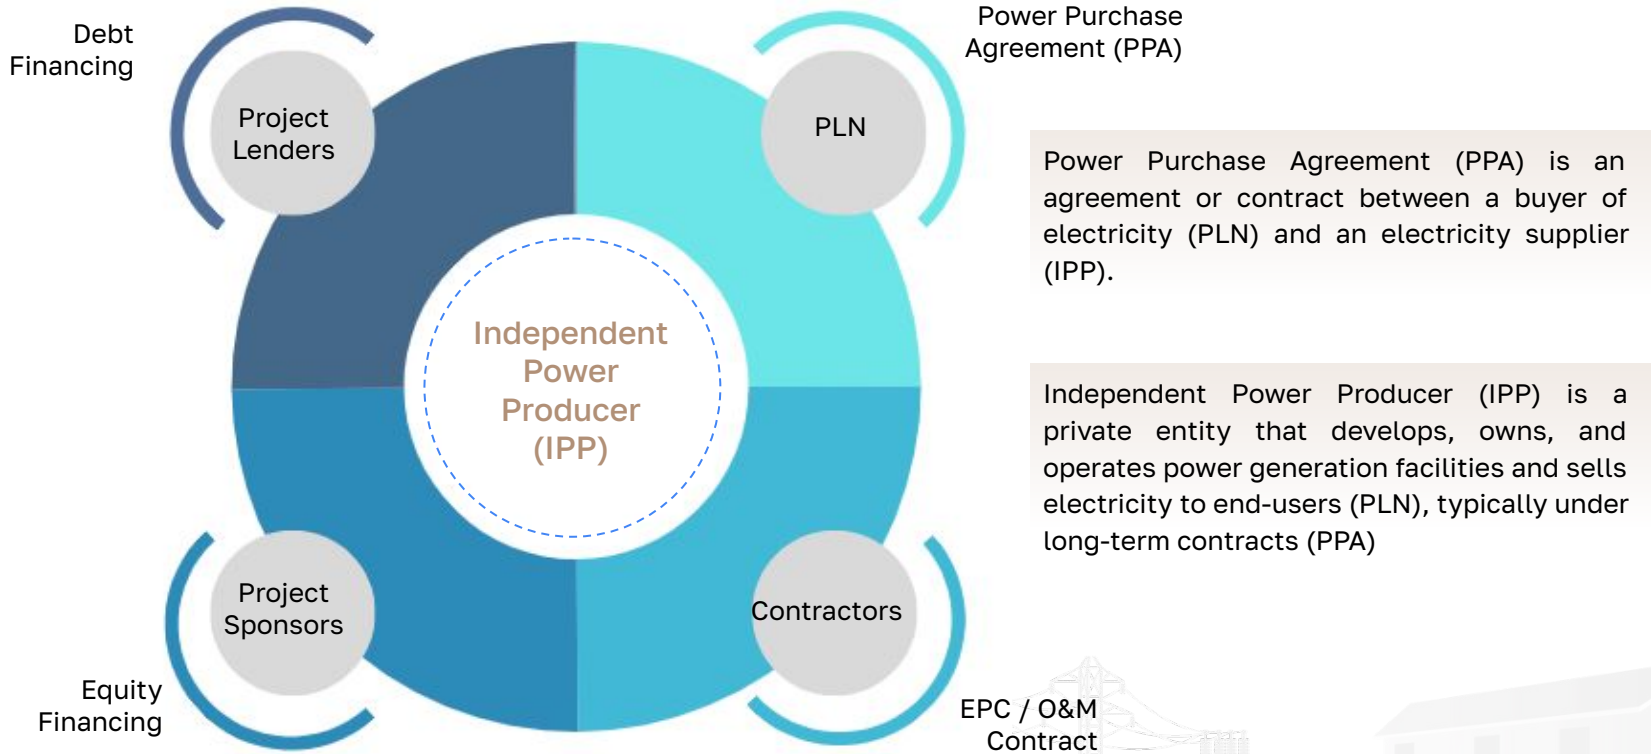 Debt
Financing
Project
Lenders
Power Purchase
Agreement (PPA)
PLN
Independent
Power
Producer
(IPP)
Project
Sponsors
Equity
Financing
Contractors
EPC / O&M
Contract
Power Purchase Agreement (PPA) is an
agreement or contract between a buyer of
electricity (PLN) and an electricity supplier
(IPP).
Independent Power Producer (IPP) is a
private entity that develops, owns, and
operates power generation facilities and sells
electricity to end-users (PLN), typically under
long-term contracts (PPA)